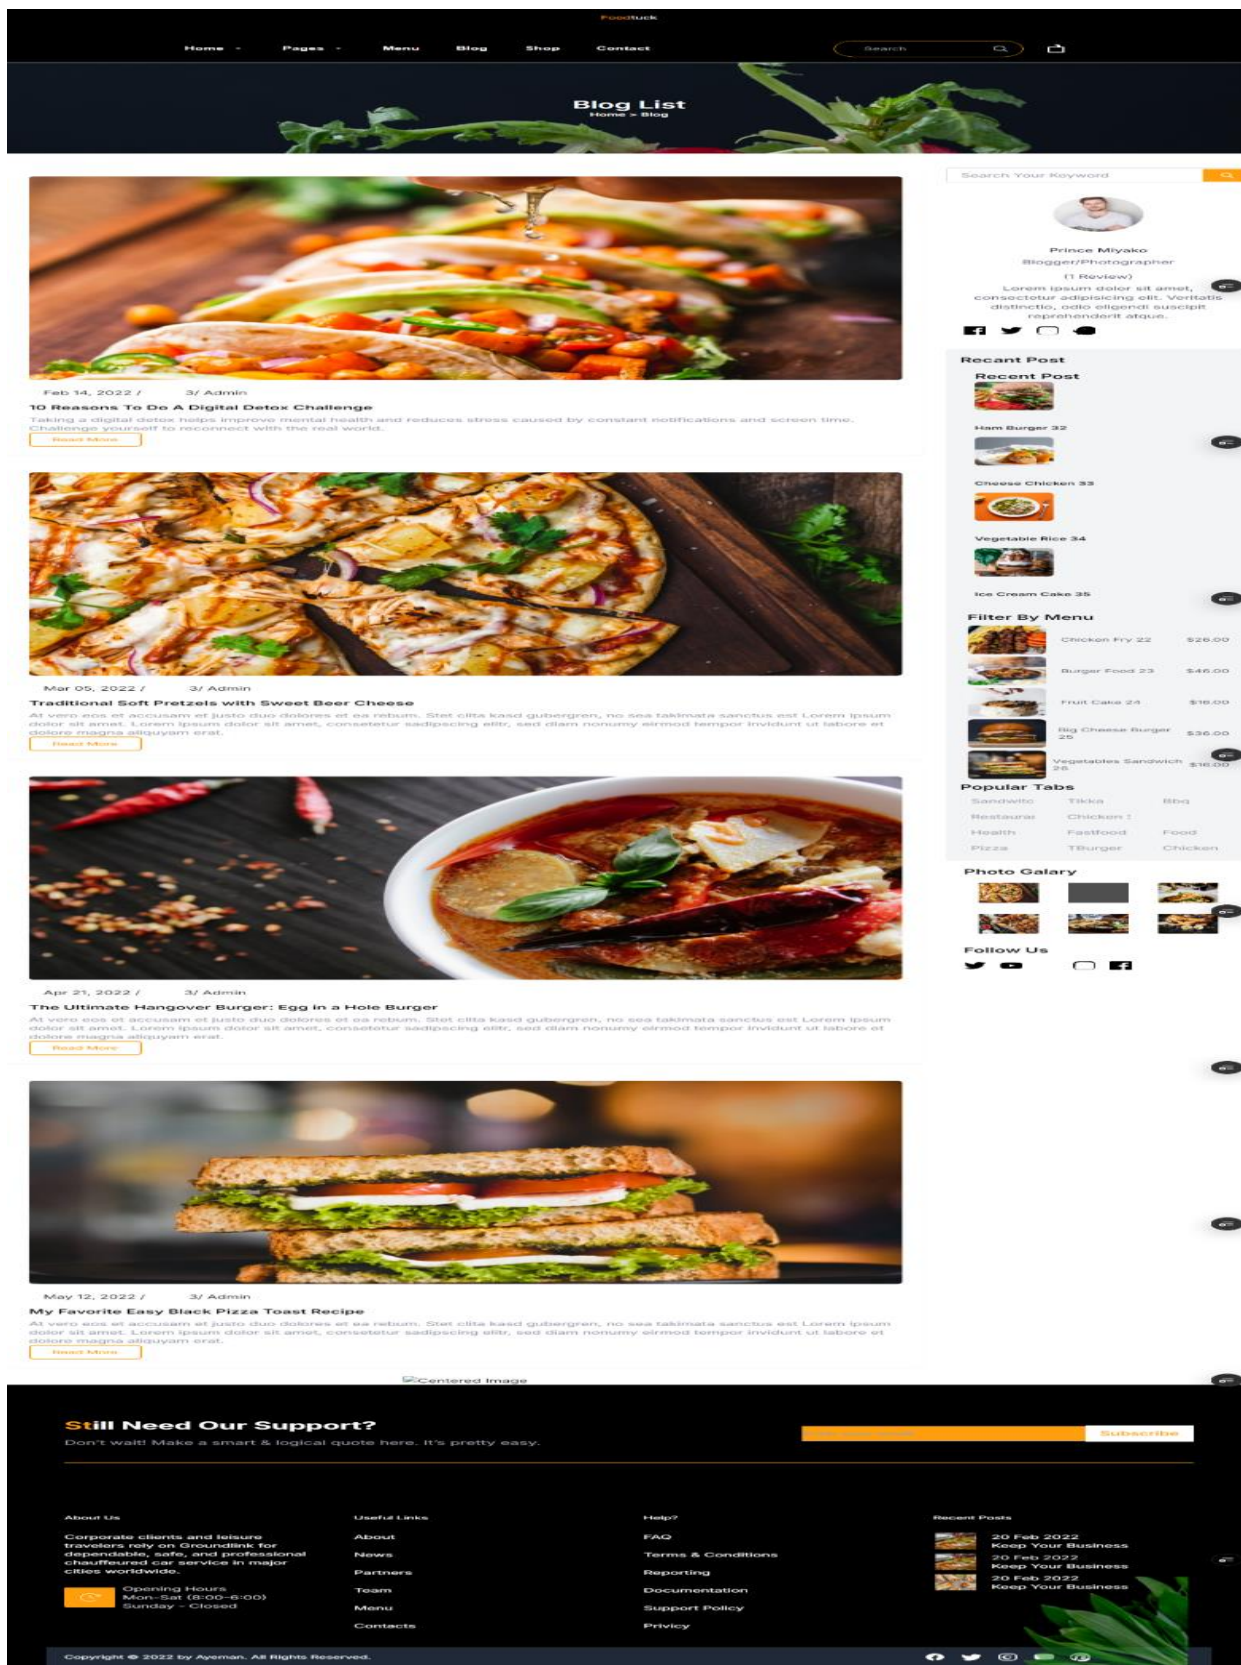 Foodtuck
Home Pages Menu Blog Shop Contact
Search
Blog List
Home > Blog
Feb 14, 2022 / 3/ Admin
10 Reasons To Do A Digital Detox Challenge
Taking a digital detox helps improve mental health and reduces stress caused by constant notifications and screen time.
Challenge yourself to reconnect with the real world.
Read More
Mar 05, 2022 / 3/ Admin
Traditional Soft Pretzels with Sweet Beer Cheese
At vero eos et accusam et justo duo dolores et ea rebum. Stet clita kasd gubergren, no sea takimata sanctus est Lorem ipsum
dolor sit amet. Lorem ipsum dolor sit amet, consetetur sadipscing elitr, sed diam nonumy eirmod tempor invidunt ut labore et
dolore magna aliquyam erat.
Read More
Apr 21, 2022 / 3/ Admin
The Ultimate Hangover Burger: Egg in a Hole Burger
At vero eos et accusam et justo duo dolores et ea rebum. Stet clita kasd gubergren, no sea takimata sanctus est Lorem ipsum
dolor sit amet. Lorem ipsum dolor sit amet, consetetur sadipscing elitr, sed diam nonumy eirmod tempor invidunt ut labore et
dolore magna aliquyam erat.
Read More
May 12, 2022 / 3/ Admin
My Favorite Easy Black Pizza Toast Recipe
At vero eos et accusam et justo duo dolores et ea rebum. Stet clita kasd gubergren, no sea takimata sanctus est Lorem ipsum
dolor sit amet. Lorem ipsum dolor sit amet, consetetur sadipscing elitr, sed diam nonumy eirmod tempor invidunt ut labore et
dolore magna aliquyam erat.
Read More
Search Your Keyword
Prince Miyako
Blogger/Photographer
(1 Review)
Lorem ipsum dolor sit amet,
consectetur adipisicing elit. Veritatis
distinctio, odio eligendi suscipit
reprehenderit atque.
Recant Post
Recent Post
Ham Burger 32
Cheese Chicken 33
Vegetable Rice 34
Ice Cream Cake 35
Filter By Menu
Chicken Fry 22 $26.00
Burger Food 23 $46.00
Fruit Cake 24 $16.00
Big Cheese Burger
25 $36.00
Vegetables Sandwich
26 $16.00
Popular Tabs
Sandwitc Tikka Bbq
Restaurai Chicken :
Health Fastfood Food
Pizza TBurger Chicken
Photo Galary
Follow Us
Centered Image
Still Need Our Support?
Don't wait! Make a smart & logical quote here. It's pretty easy.
Subscribe
About Us
Corporate clients and leisure
travelers rely on Groundlink for
dependable, safe, and professional
chauffeured car service in major
cities worldwide.
Opening Hours
Mon-Sat (8:00-6:00)
Sunday - Closed
Useful Links
About
News
Partners
Team
Menu
Contacts
Help?
FAQ
Terms & Conditions
Reporting
Documentation
Support Policy
Privicy
Recent Posts
20 Feb 2022
Keep Your Business
20 Feb 2022
Keep Your Business
20 Feb 2022
Keep Your Business
Copyright © 2022 by Ayeman. All Rights Reserved.